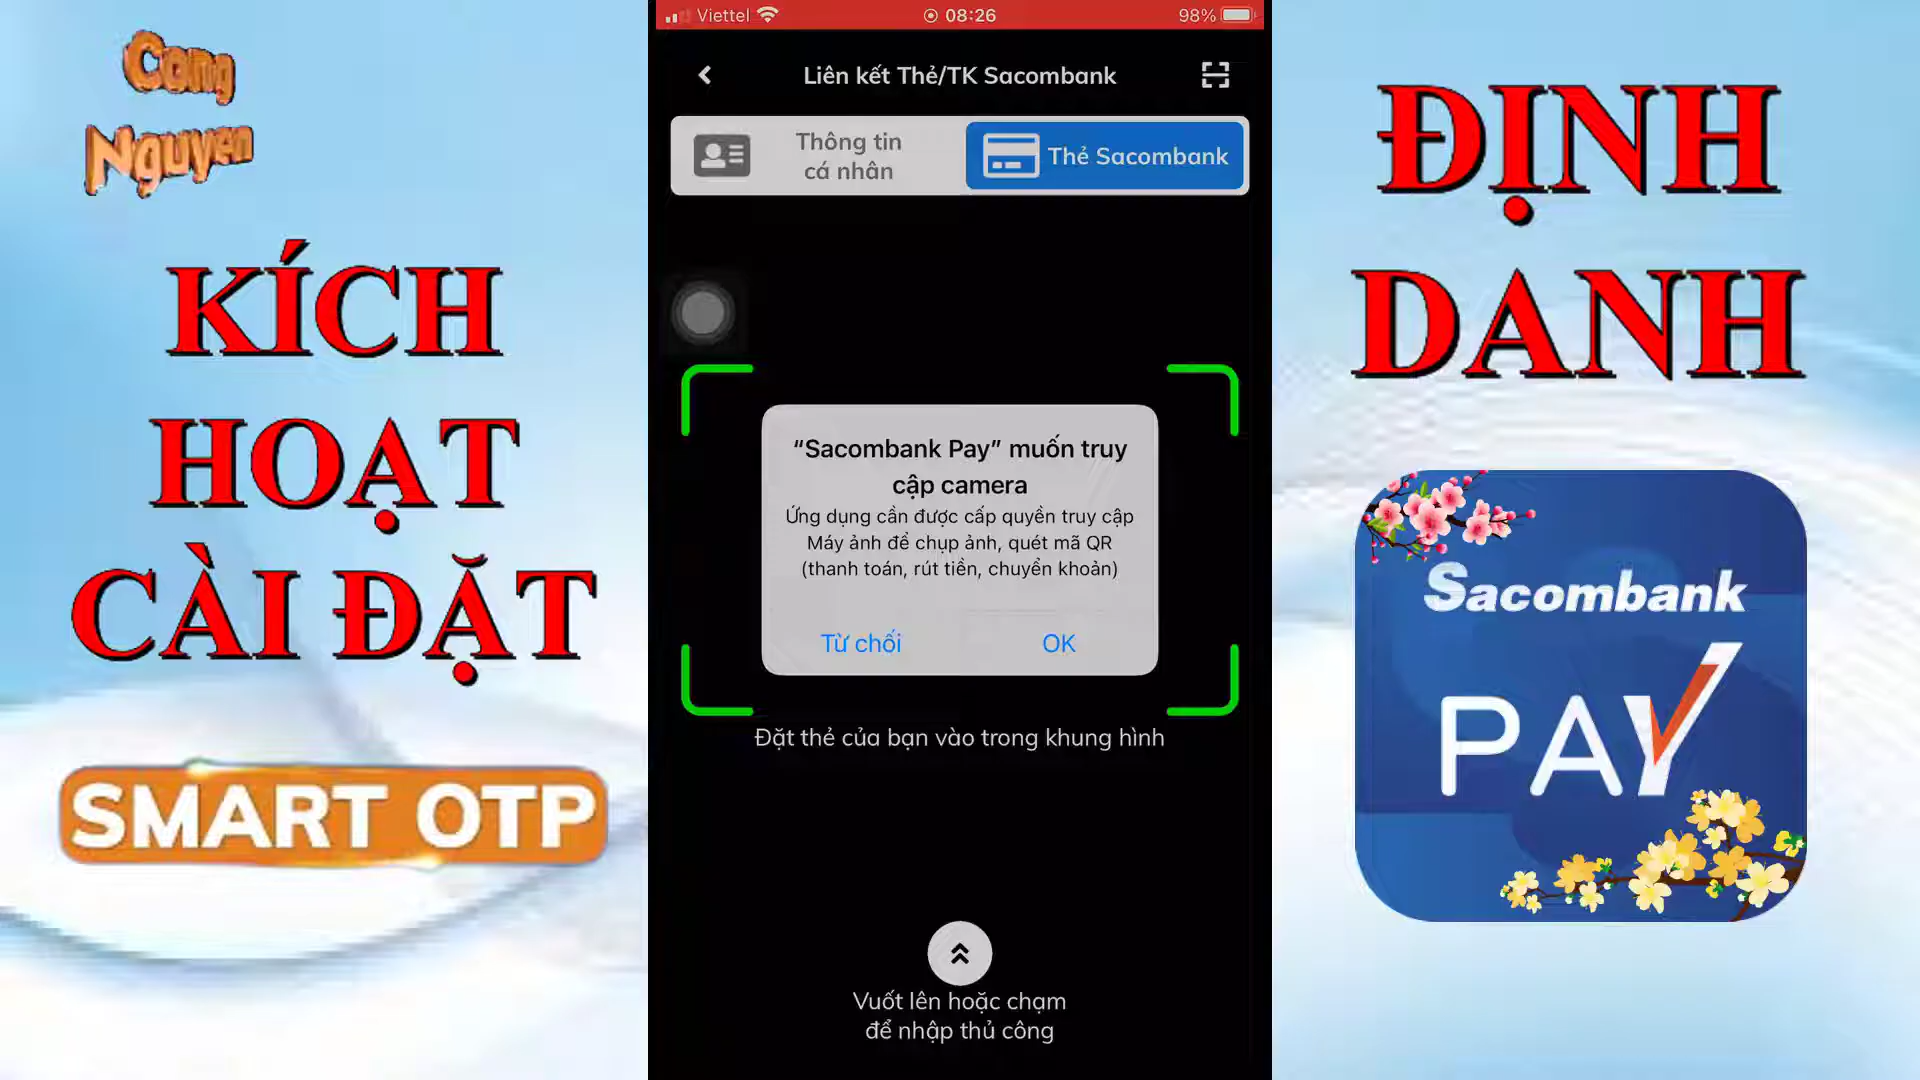 Cong
Nguyen
KÍCH
HOẠT
CÀI ĐẶT
SMART OTP
Viettel
08:26
98%
Liên kết Thẻ/TK Sacombank
Thông tin
cá nhân
Thẻ Sacombank
“Sacombank Pay” muốn truy
cập camera
Ứng dụng cần được cấp quyền truy cập
Máy ảnh để chụp ảnh, quét mã QR
(thanh toán, rút tiền, chuyển khoản)
Từ chối
OK
Đặt thẻ của bạn vào trong khung hình
Vuốt lên hoặc chạm
để nhập thủ công
ĐỊNH
DANH
Sacombank
PAY